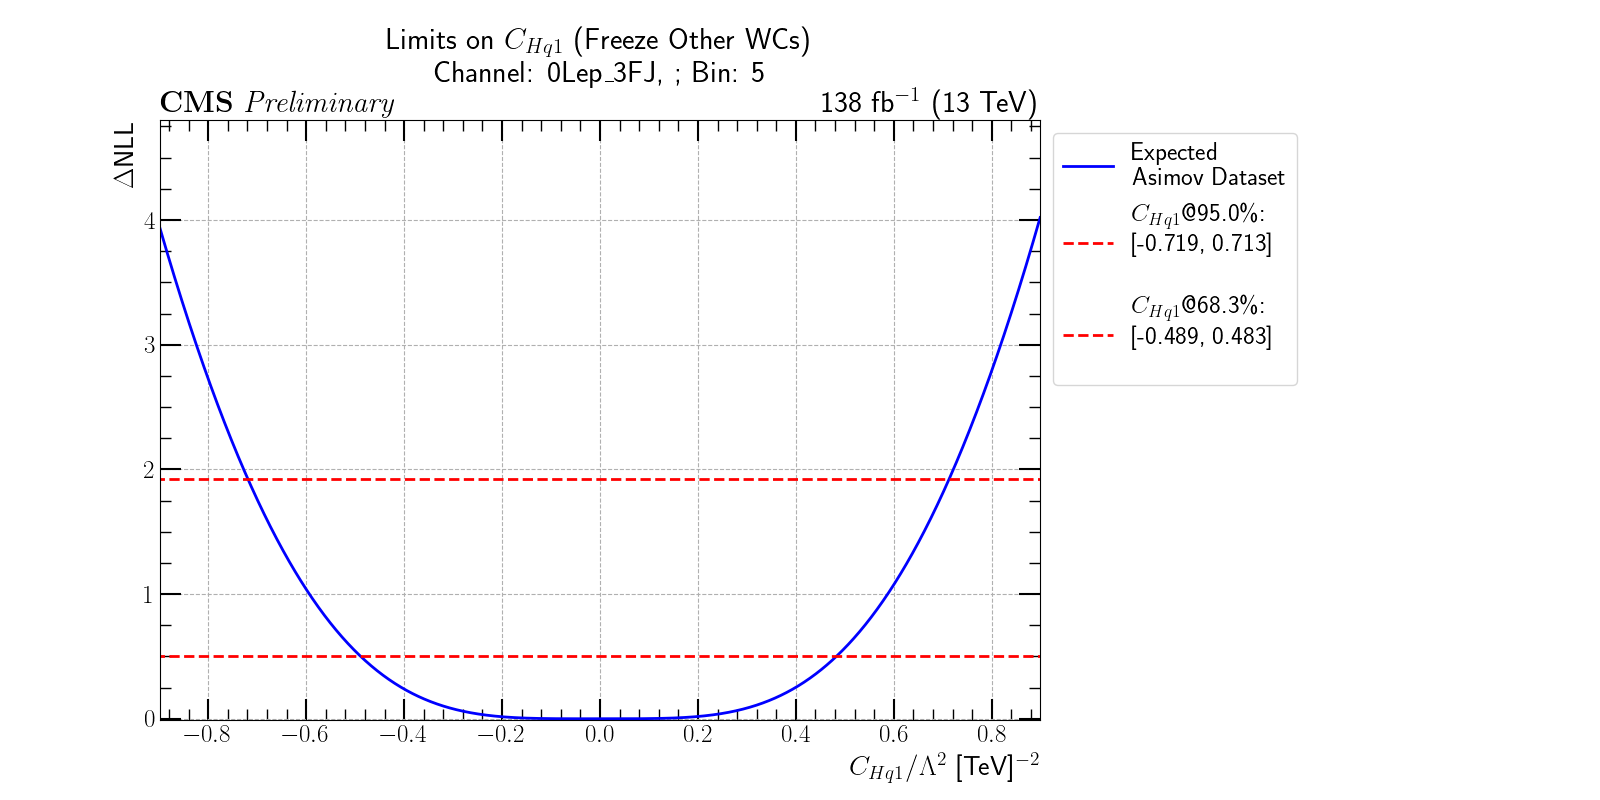 Limits on C_{Hq1} (Freeze Other WCs)
Channel: 0Lep_3FJ, ; Bin: 5
CMS Preliminary
138 fb^{−1} (13 TeV)
ΔNLL
4
3
2
1
0
−0.8 −0.6 −0.4 −0.2 0.0 0.2 0.4 0.6 0.8
C_{Hq1}/Λ^2 [TeV]^{−2}
Expected
Asimov Dataset
C_{Hq1}@95.0%:
[-0.719, 0.713]
C_{Hq1}@68.3%:
[-0.489, 0.483]